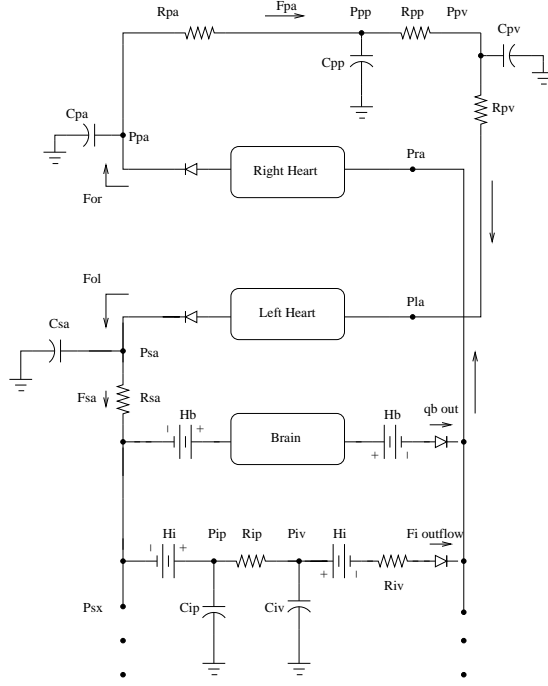 Rpa
Fpa
Ppp
Rpp
Ppv
Cpv
Cpp
Rpv
Cpa
Ppa
Right Heart
Pra
For
Fol
Left Heart
Pla
Csa
Psa
Fsa
Rsa
Hb
Hb
qb out
- +
Brain
+ -
Hi
Pip
Rip
Piv
Hi
Fi outflow
- +
+ -
Riv
Psx
Cip
Civ